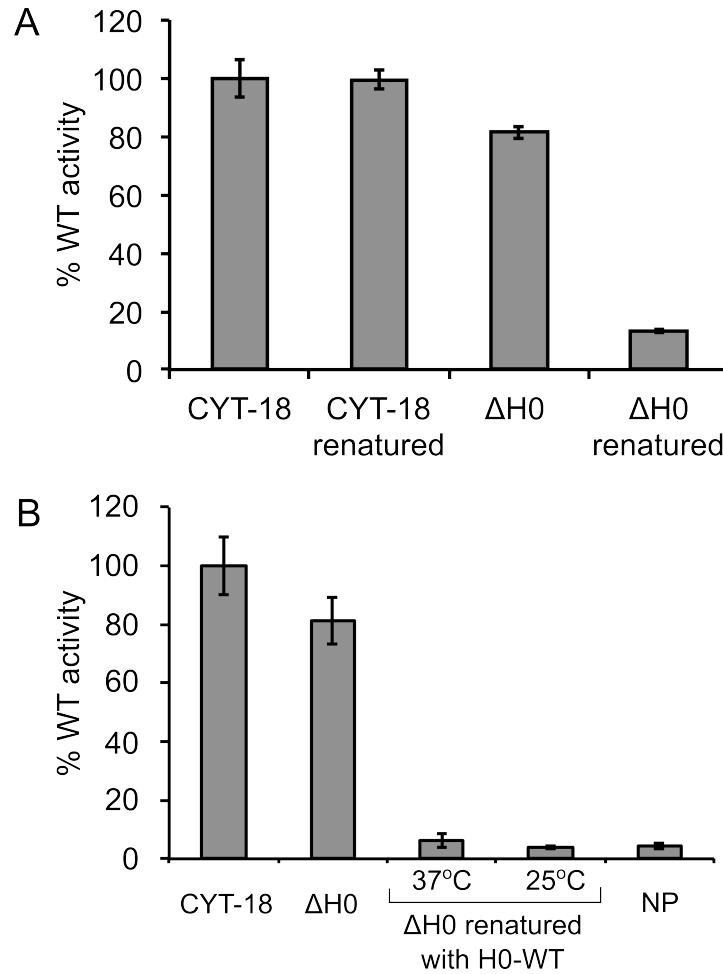 A
% WT activity
120
100
80
60
40
20
0
CYT-18
CYT-18
renatured
ΔH0
ΔH0
renatured
B
% WT activity
120
100
80
60
40
20
0
CYT-18
ΔH0
37°C
25°C
ΔH0 renatured
with H0-WT
NP